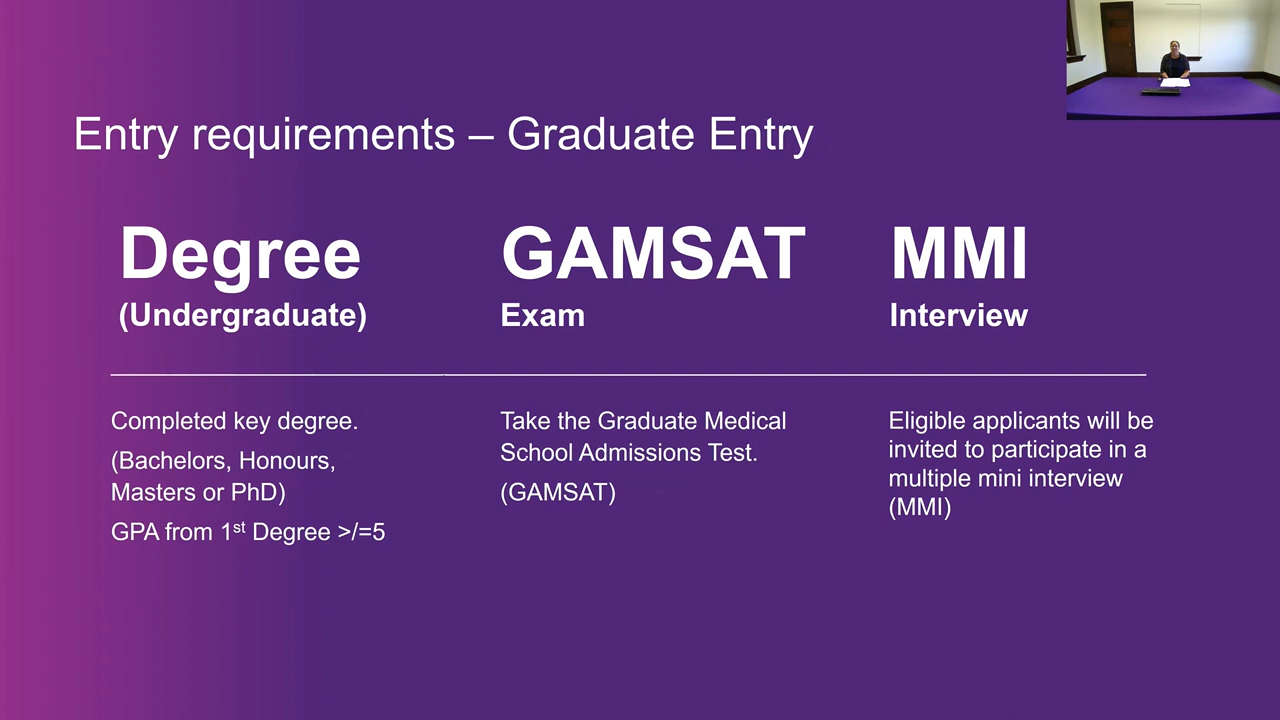 Entry requirements – Graduate Entry
Degree
(Undergraduate)
GAMSAT
Exam
MMI
Interview
Completed key degree.
(Bachelors, Honours,
Masters or PhD)
GPA from 1st Degree >/=5
Take the Graduate Medical
School Admissions Test.
(GAMSAT)
Eligible applicants will be
invited to participate in a
multiple mini interview
(MMI)